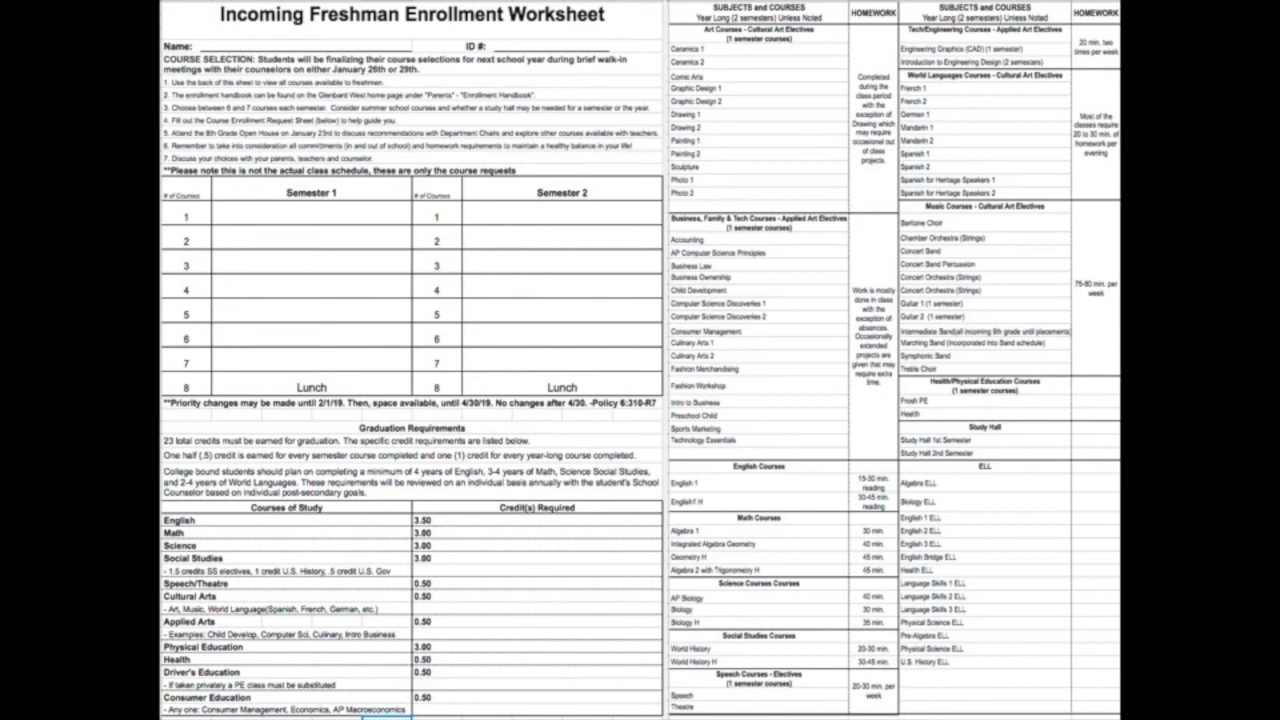 Incoming Freshman Enrollment Worksheet
Name: ID #:
COURSE SELECTION: Students will be finalizing their course selections for next school year during brief walk-in
meetings with their counselors on either January 26th or 29th.
1. Use the back of this sheet to view all courses available to freshmen.
2. The enrollment handbook can be found on the Glenbard West home page under "Parents" - "Enrollment Handbook".
3. Choose between 6 and 7 courses each semester. Consider summer school courses and whether a study hall may be needed for a semester or the year.
4. Fill out the Course Enrollment Request Sheet (below) to help guide you.
5. Attend the 8th Grade Open House on January 23rd to discuss recommendations with Department Chairs and explore other courses available with teachers.
6. Remember to take into consideration all commitments (in and out of school) and homework requirements to maintain a healthy balance in your life!
7. Discuss your choices with your parents, teachers and counselor.
**Please note this is not the actual class schedule, these are only the course requests
# of Courses Semester 1 # of Courses Semester 2
1 1
2 2
3 3
4 4
5 5
6 6
7 7
8 Lunch 8 Lunch
**Priority changes may be made until 2/1/19. Then, space available, until 4/30/19. No changes after 4/30. -Policy 6:310-R7
Graduation Requirements
23 total credits must be earned for graduation. The specific credit requirements are listed below.
One half (.5) credit is earned for every semester course completed and one (1) credit for every year-long course completed.
College bound students should plan on completing a minimum of 4 years of English, 3-4 years of Math, Science Social Studies,
and 2-4 years of World Languages. These requirements will be reviewed on an individual basis annually with the student's School
Counselor based on individual post-secondary goals.
Courses of Study Credit(s) Required
English 3.50
Math 3.00
Science 3.00
Social Studies 3.00
- 1.5 credits SS electives, 1 credit U.S. History, .5 credit U.S. Gov
Speech/Theatre 0.50
Cultural Arts 0.50
- Art, Music, World Language(Spanish, French, German, etc.)
Applied Arts 0.50
- Examples: Child Develop, Computer Sci, Culinary, Intro Business
Physical Education 3.00
Health 0.50
Driver's Education 0.50
- If taken privately a PE class must be substituted
Consumer Education 0.50
- Any one: Consumer Management, Economics, AP Macroeconomics
SUBJECTS and COURSES
Year Long (2 semesters) Unless Noted
HOMEWORK
Art Courses - Cultural Art Electives
(1 semester courses)
Ceramics 1
Ceramics 2
Comic Arts
Graphic Design 1
Graphic Design 2
Drawing 1
Drawing 2
Painting 1
Painting 2
Sculpture
Photo 1
Photo 2
Completed
during the
class period
with the
exception of
Drawing which
may require
occasional out
of class
projects.
Business, Family & Tech Courses - Applied Art Electives
(1 semester courses)
Accounting
AP Computer Science Principles
Business Law
Business Ownership
Child Development
Computer Science Discoveries 1
Computer Science Discoveries 2
Consumer Management
Culinary Arts 1
Culinary Arts 2
Fashion Merchandising
Fashion Workshop
Intro to Business
Preschool Child
Sports Marketing
Technology Essentials
Work is mostly
done in class
with the
exception of
absences.
Occasionally
extended
projects are
given that may
require extra
time.
English Courses
English 1 15-30 min. reading
English1 H 30-45 min. reading
Math Courses
Algebra 1 30 min.
Integrated Algebra Geometry 40 min.
Geometry H 45 min.
Algebra 2 with Trigonometry H 45 min.
Science Courses Courses
AP Biology 40 min.
Biology 30 min.
Biology H 35 min.
Social Studies Courses
World History 20-30 min.
World History H 30-45 min.
Speech Courses - Electives
(1 semester courses)
Speech
Theatre
20-30 min. per
week
SUBJECTS and COURSES
Year Long (2 semesters) Unless Noted
HOMEWORK
Tech/Engineering Courses - Applied Art Electives
Engineering Graphics (CAD) (1 semester)
Introduction to Engineering Design (2 semesters)
20 min. two
times per week
World Languages Courses - Cultural Art Electives
French 1
French 2
German 1
Mandarin 1
Mandarin 2
Spanish 1
Spanish 2
Spanish for Heritage Speakers 1
Spanish for Heritage Speakers 2
Most of the
classes require
20 to 30 min. of
homework per
evening
Music Courses - Cultural Art Electives
Baritone Choir
Chamber Orchestra (Strings)
Concert Band
Concert Band Percussion
Concert Orchestra (Strings)
Concert Orchestra (Strings)
Guitar 1 (1 semester)
Guitar 2 (1 semester)
Intermediate Band(all incoming 9th grade until placements)
Marching Band (incorporated into Band schedule)
Symphonic Band
Treble Choir
75-80 min. per
week
Health/Physical Education Courses
(1 semester courses)
Frosh PE
Health
Study Hall
Study Hall 1st Semester
Study Hall 2nd Semester
ELL
Algebra ELL
Biology ELL
English 1 ELL
English 2 ELL
English 3 ELL
English Bridge ELL
Health ELL
Language Skills 1 ELL
Language Skills 2 ELL
Language Skills 3 ELL
Physical Science ELL
Pre-Algebra ELL
Physical Science ELL
U.S. History ELL